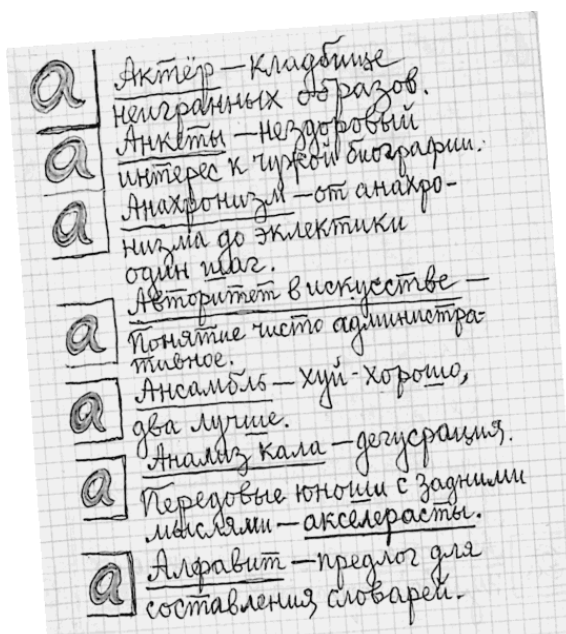 а Актёр — кладбище
неигранных образов.
а Анкеты — нездоровый
интерес к чужой биографии.
а Анахронизм — от анахро-
низма до эклектики
один шаг.
а Авторитет в искусстве —
Понятие чисто администра-
тивное.
а Ансамбль — хуй - хорошо,
два лучше.
Анализ кала — дегусрация.
а Передовые юноши с задними
мыслями — акселерасты.
а Алфавит — предлог для
составления словарей.